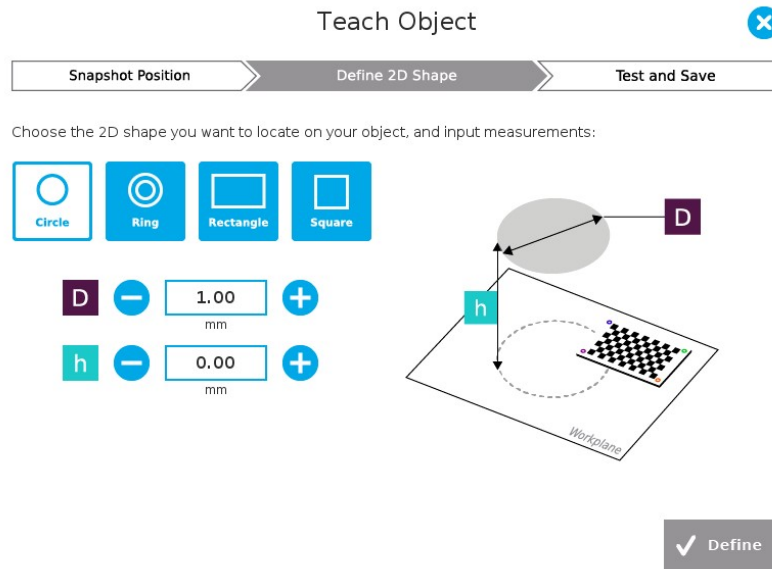 Teach Object
Snapshot Position
Define 2D Shape
Test and Save
Choose the 2D shape you want to locate on your object, and input measurements:
Circle
Ring
Rectangle
Square
D
1.00
mm
h
0.00
mm
D
h
Workplane
Define